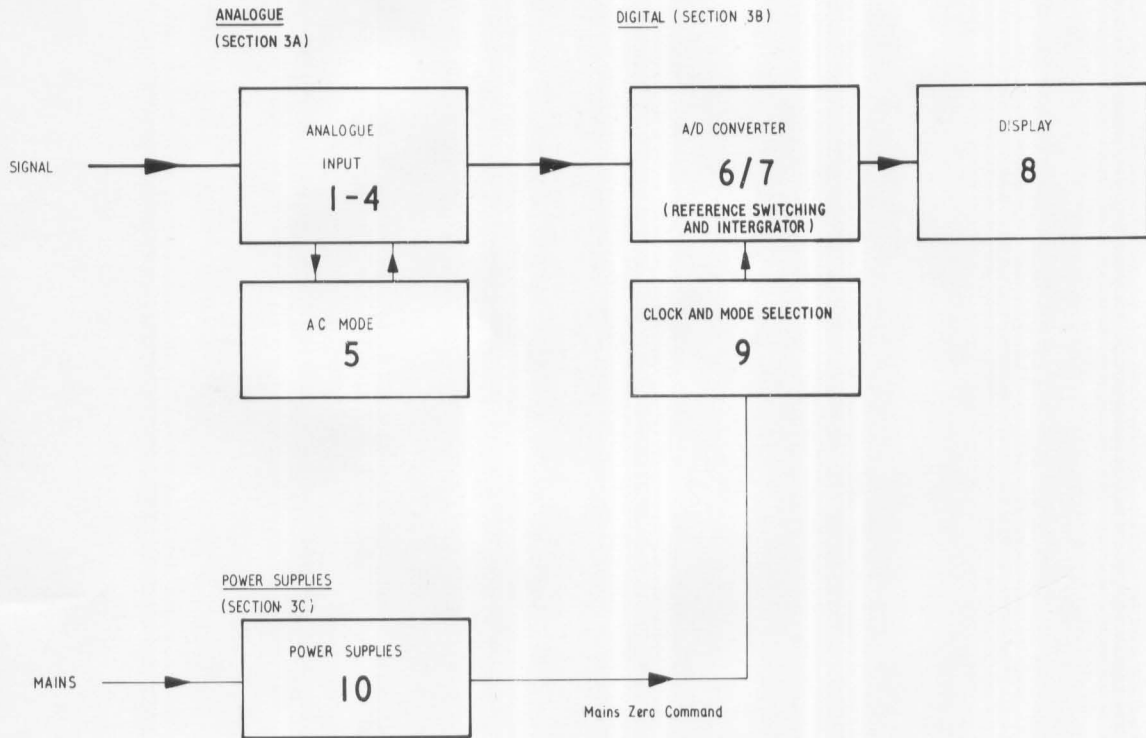 ANALOGUE
(SECTION 3A)
DIGITAL (SECTION 3B)
SIGNAL
ANALOGUE
INPUT
1-4
A/D CONVERTER
6/7
(REFERENCE SWITCHING
AND INTERGRATOR)
DISPLAY
8
AC MODE
5
CLOCK AND MODE SELECTION
9
POWER SUPPLIES
(SECTION 3C)
MAINS
POWER SUPPLIES
10
Mains Zero Command